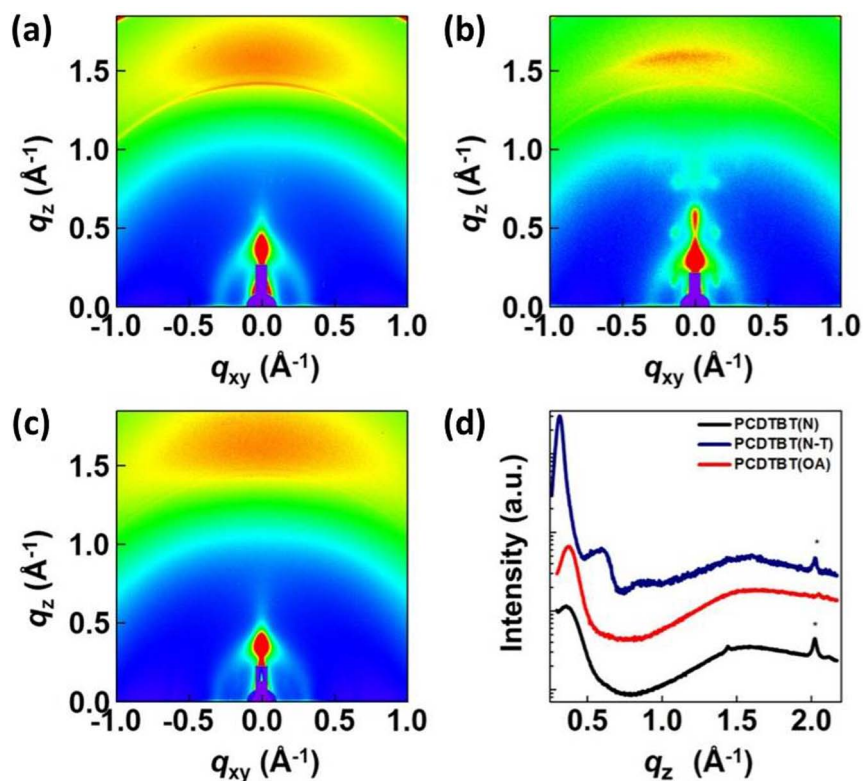 (a)
1.5
1.0
0.5
0.0
qz (Å-1)
-1.0 -0.5 0.0 0.5 1.0
qxy (Å-1)
(b)
1.5
1.0
0.5
0.0
qz (Å-1)
-1.0 -0.5 0.0 0.5 1.0
qxy (Å-1)
(c)
1.5
1.0
0.5
0.0
qz (Å-1)
-1.0 -0.5 0.0 0.5 1.0
qxy (Å-1)
(d)
PCDTBT(N)
PCDTBT(N-T)
PCDTBT(OA)
*
*
Intensity (a.u.)
0.5 1.0 1.5 2.0
qz (Å-1)